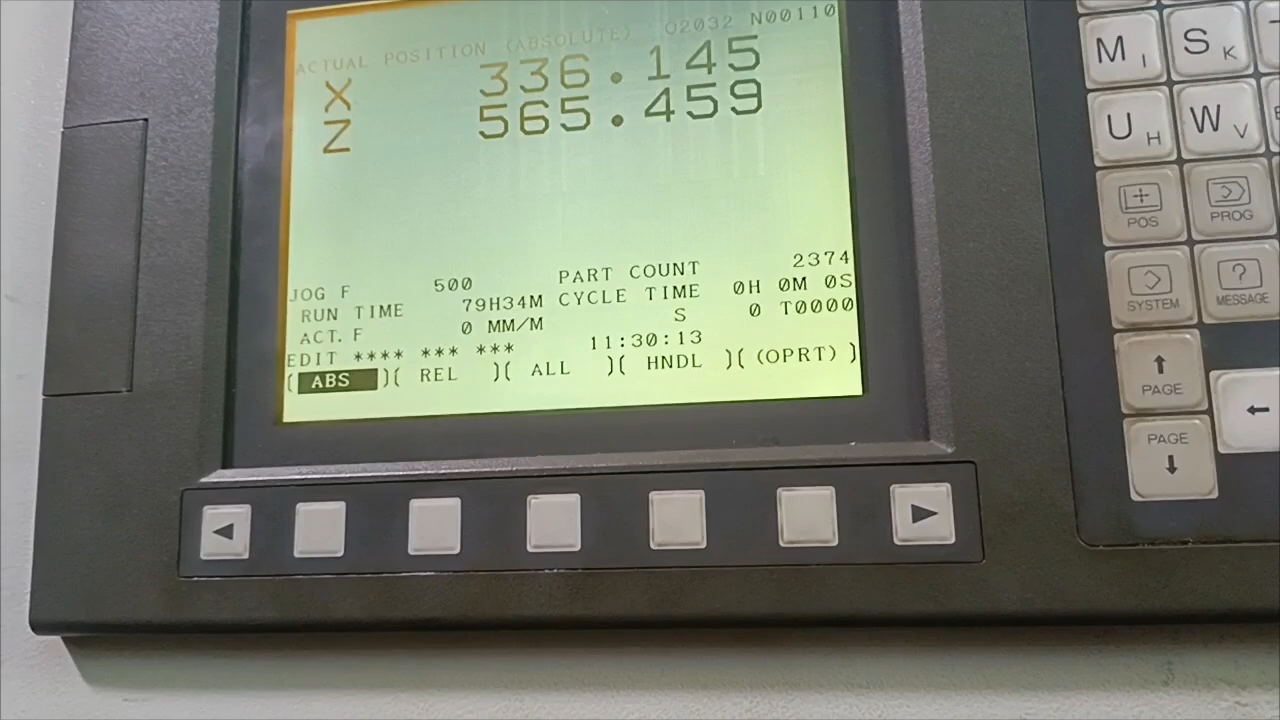 ACTUAL POSITION (ABSOLUTE) O2032 N00110
X 336.145
Z 565.459
JOG F 500 PART COUNT 2374
RUN TIME 79H34M CYCLE TIME 0H 0M 0S
ACT. F 0 MM/M S 0 T0000
EDIT **** *** *** 11:30:13
[ ABS ][ REL ][ ALL ][ HNDL ][ (OPRT) ]
M I S K
U H W V
POS PROG
SYSTEM MESSAGE
↑
PAGE
←
PAGE
↓
◄ ►